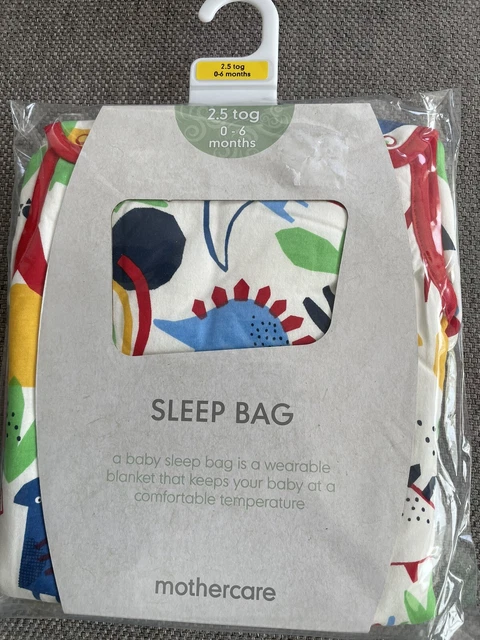 2.5 tog
0-6 months
2.5 tog
0 - 6
months
SLEEP BAG
a baby sleep bag is a wearable
blanket that keeps your baby at a
comfortable temperature
mothercare